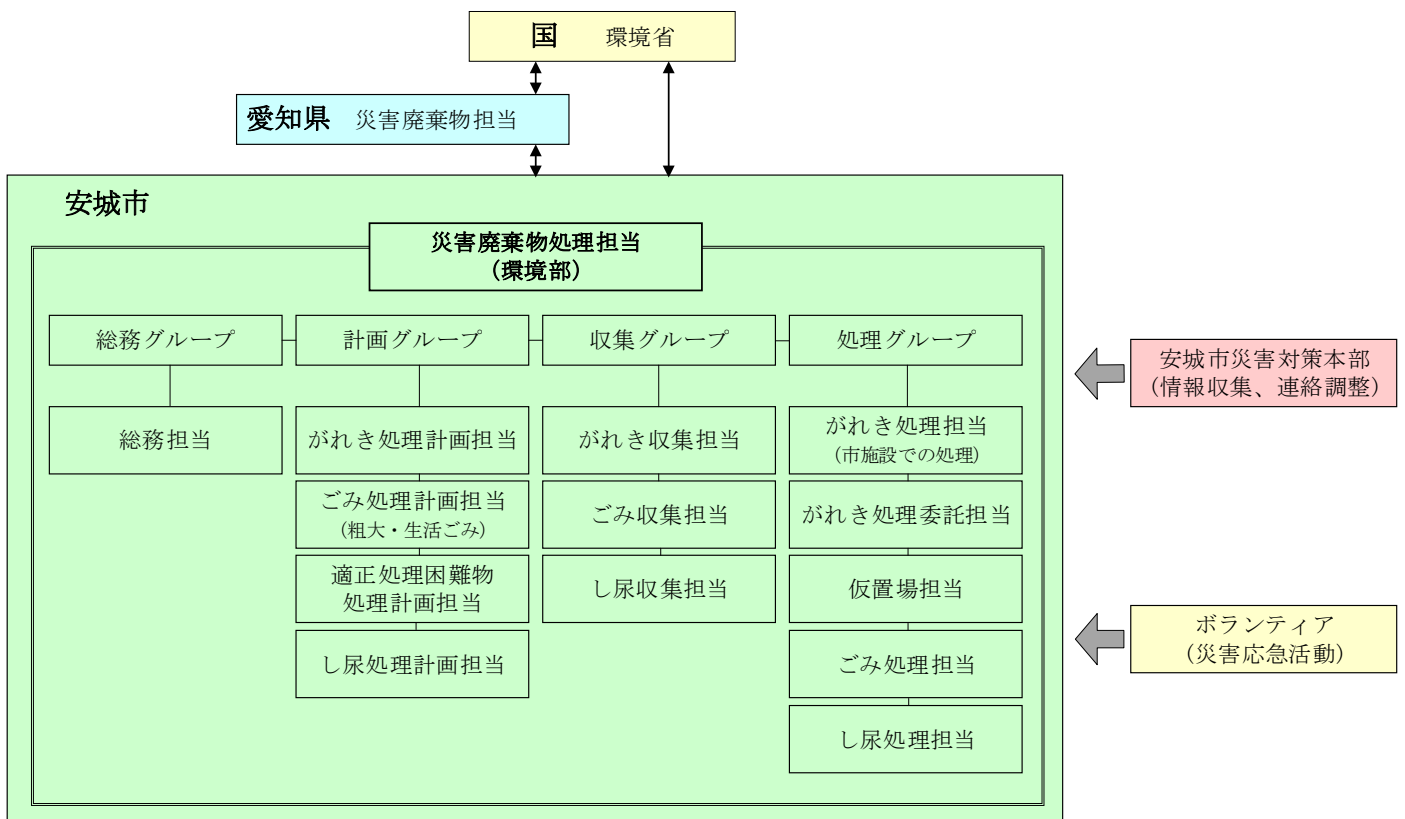 国 環境省
愛知県 災害廃棄物担当
安城市
災害廃棄物処理担当
（環境部）
総務グループ
計画グループ
収集グループ
処理グループ
総務担当
がれき処理計画担当
ごみ処理計画担当
（粗大・生活ごみ）
適正処理困難物
処理計画担当
し尿処理計画担当
がれき収集担当
ごみ収集担当
し尿収集担当
がれき処理担当
（市施設での処理）
がれき処理委託担当
仮置場担当
ごみ処理担当
し尿処理担当
安城市災害対策本部
（情報収集、連絡調整）
ボランティア
（災害応急活動）